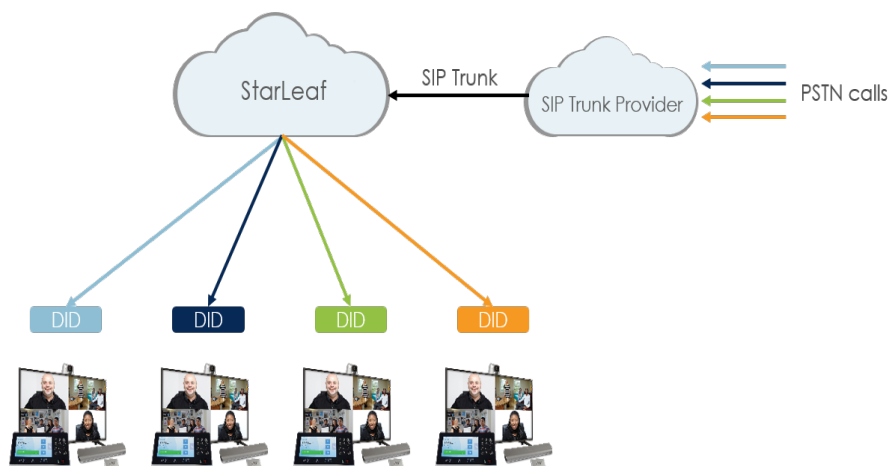 StarLeaf
SIP Trunk
SIP Trunk Provider
PSTN calls
DID
DID
DID
DID